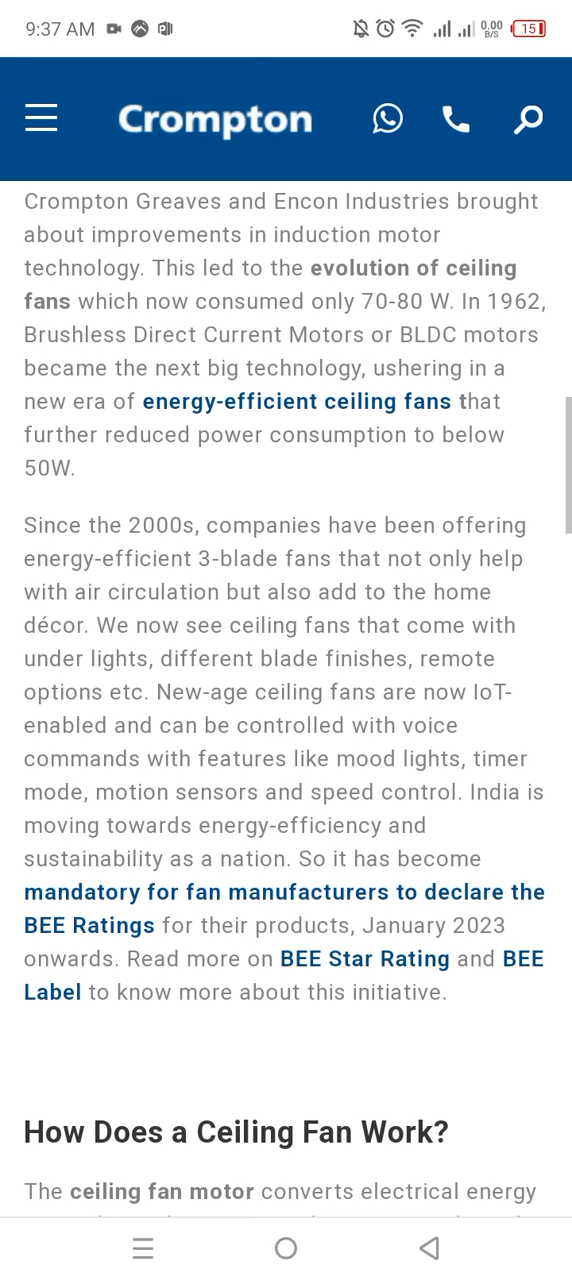 9:37 AM
0.00
B/S
15
Crompton
Crompton Greaves and Encon Industries brought
about improvements in induction motor
technology. This led to the evolution of ceiling
fans which now consumed only 70-80 W. In 1962,
Brushless Direct Current Motors or BLDC motors
became the next big technology, ushering in a
new era of energy-efficient ceiling fans that
further reduced power consumption to below
50W.
Since the 2000s, companies have been offering
energy-efficient 3-blade fans that not only help
with air circulation but also add to the home
décor. We now see ceiling fans that come with
under lights, different blade finishes, remote
options etc. New-age ceiling fans are now IoT-
enabled and can be controlled with voice
commands with features like mood lights, timer
mode, motion sensors and speed control. India is
moving towards energy-efficiency and
sustainability as a nation. So it has become
mandatory for fan manufacturers to declare the
BEE Ratings for their products, January 2023
onwards. Read more on BEE Star Rating and BEE
Label to know more about this initiative.
How Does a Ceiling Fan Work?
The ceiling fan motor converts electrical energy